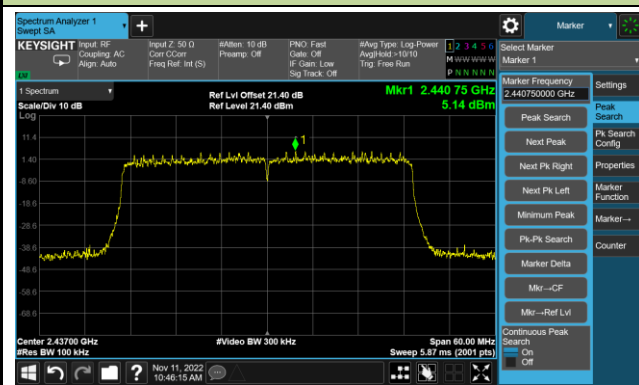 Spectrum Analyzer 1
Swept SA
+
Marker
KEYSIGHT
Input: RF
Coupling: AC
Align: Auto
Input Z: 50 Ω
Corr CCorr
Freq Ref: Int (S)
#Atten: 10 dB
Preamp: Off
PNO: Fast
Gate: Off
IF Gain: Low
Sig Track: Off
#Avg Type: Log-Power
Avg|Hold:>10/10
Trig: Free Run
1 2 3 4 5 6
M W W W W W
P N N N N N
LXI
Select Marker
Marker 1
1 Spectrum
Scale/Div 10 dB
Log
Ref Lvl Offset 21.40 dB
Ref Level 21.40 dBm
Mkr1 2.440 75 GHz
5.14 dBm
1
11.4
1.40
-8.60
-18.6
-28.6
-38.6
-48.6
-58.6
-68.6
Center 2.43700 GHz
#Res BW 100 kHz
#Video BW 300 kHz
Span 60.00 MHz
Sweep 5.87 ms (2001 pts)
Marker Frequency
2.440750000 GHz
Peak Search
Next Peak
Next Pk Right
Next Pk Left
Minimum Peak
Pk-Pk Search
Marker Delta
Mkr→CF
Mkr→Ref Lvl
Continuous Peak
Search
On
Off
Settings
Peak
Search
Pk Search
Config
Properties
Marker
Function
Marker→
Counter
?
Nov 11, 2022
10:46:15 AM